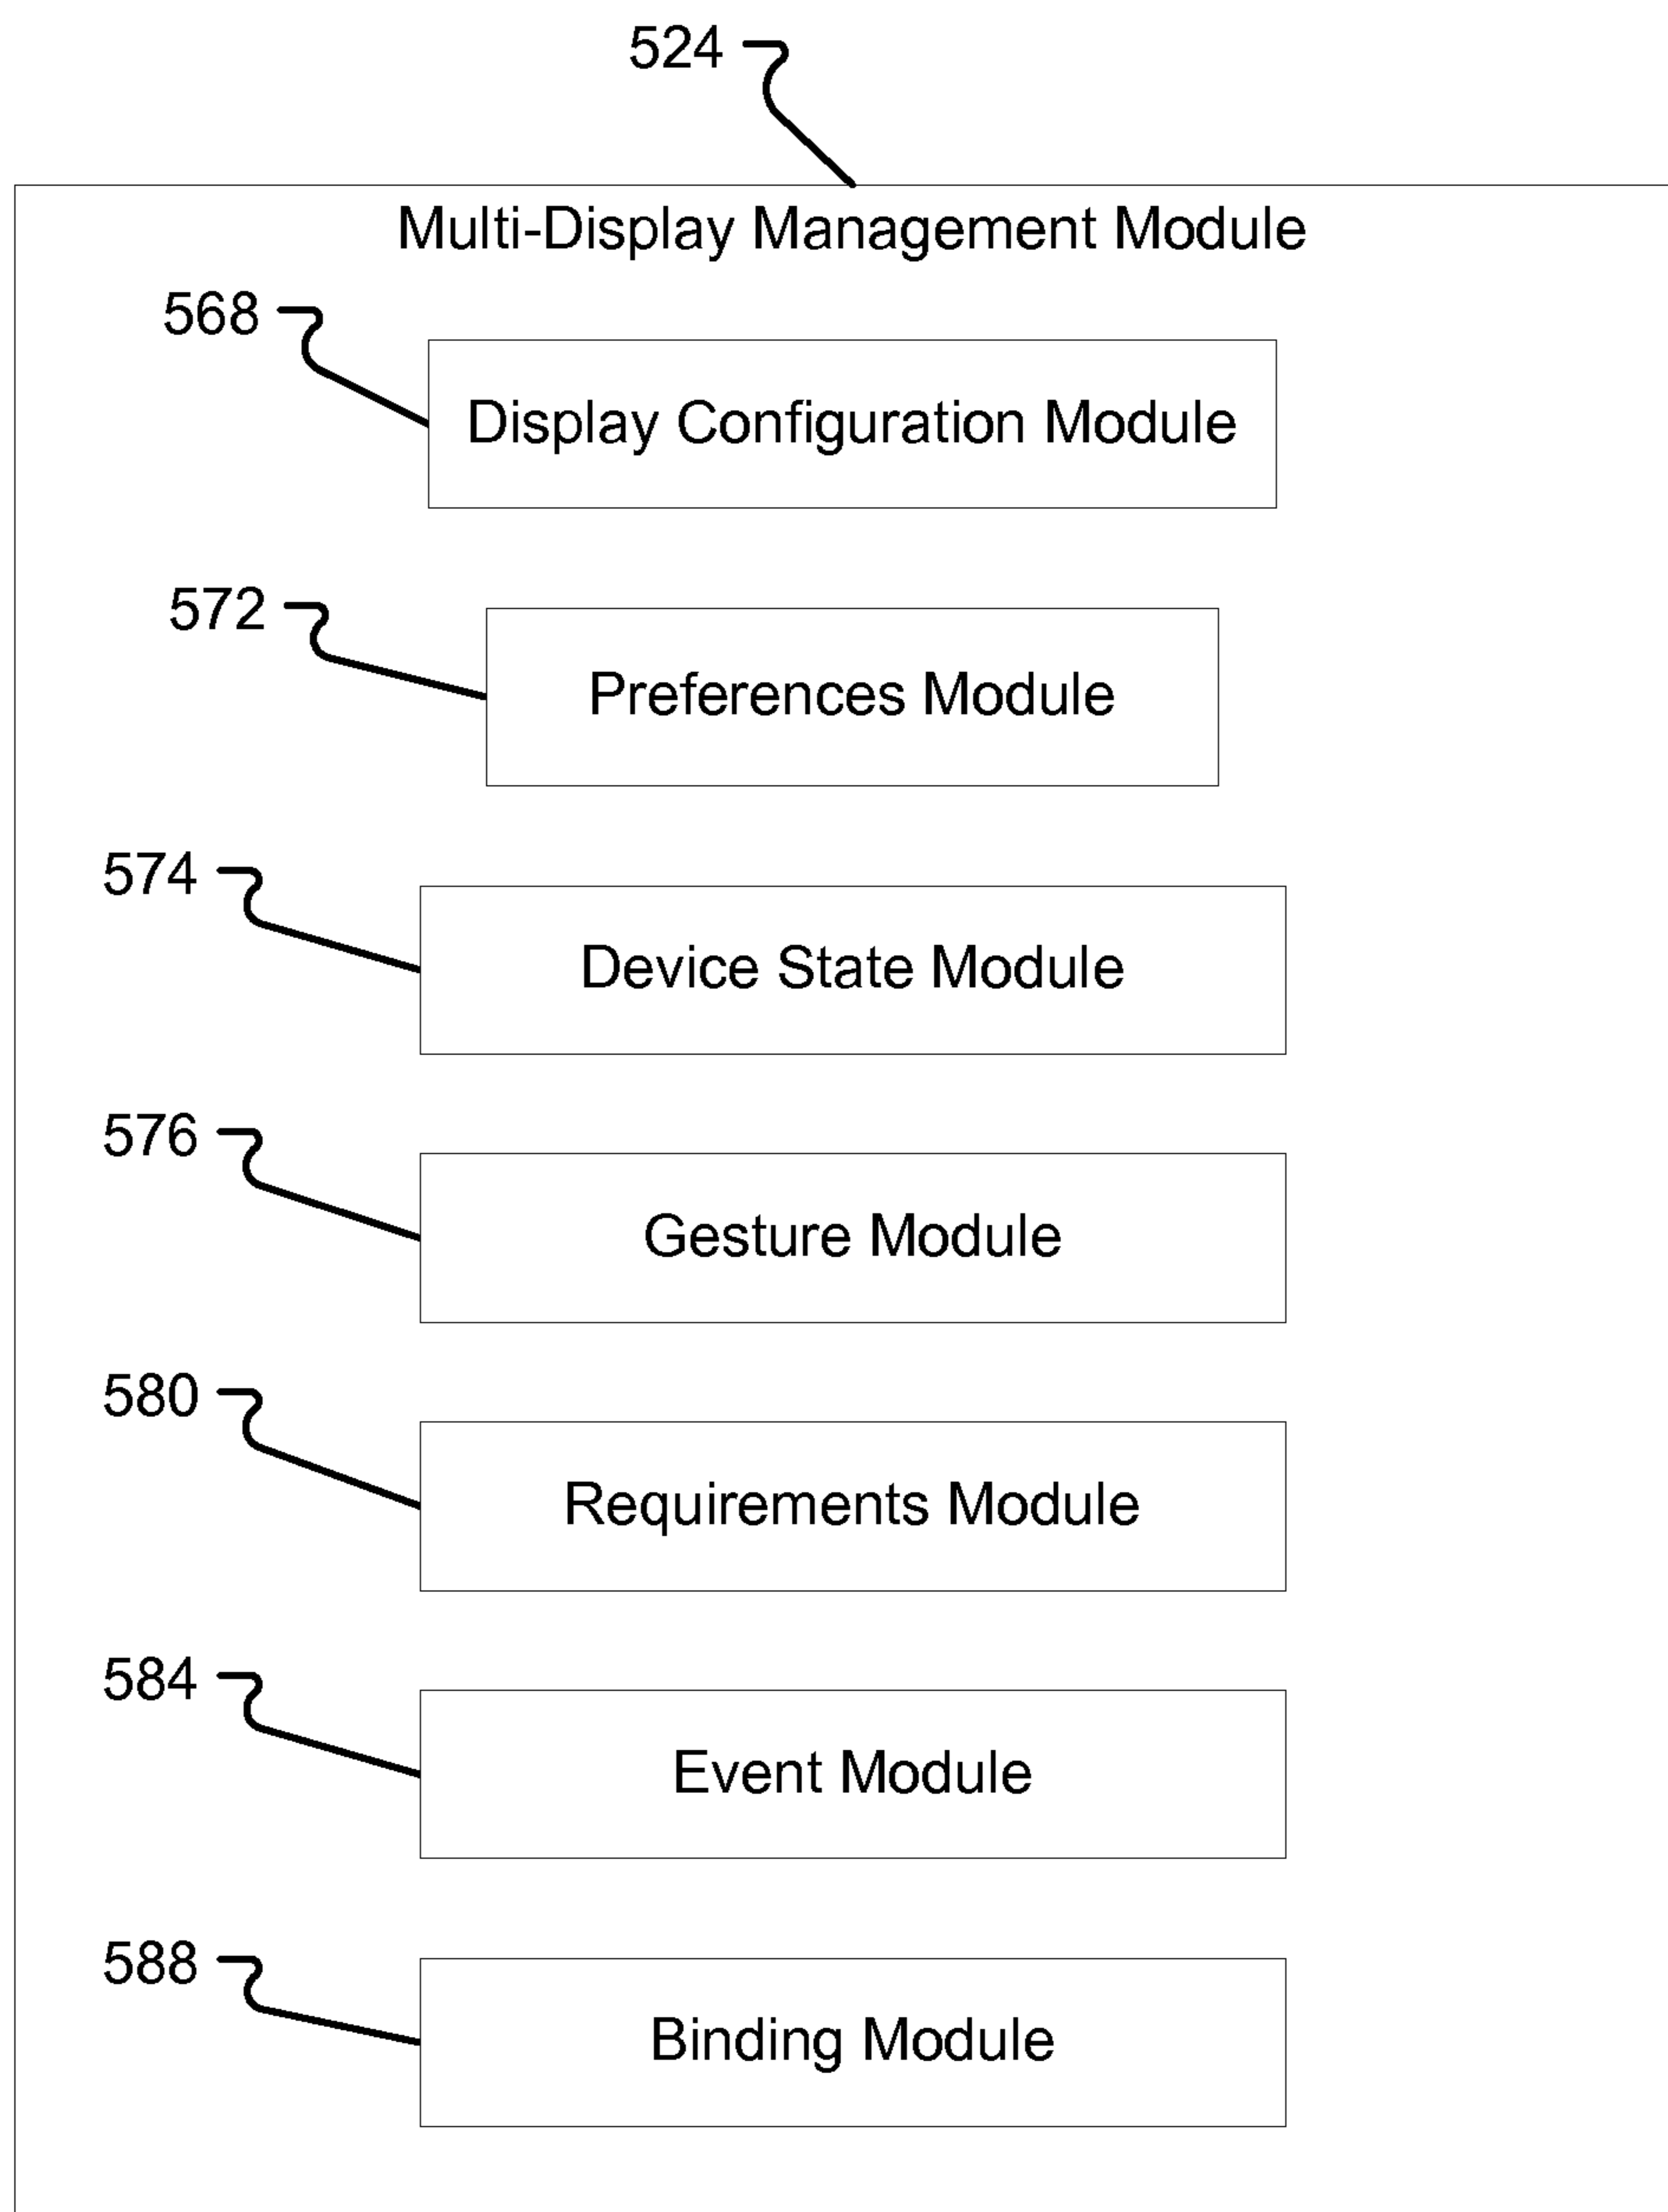 524
Multi-Display Management Module
568
Display Configuration Module
572
Preferences Module
574
Device State Module
576
Gesture Module
580
Requirements Module
584
Event Module
588
Binding Module